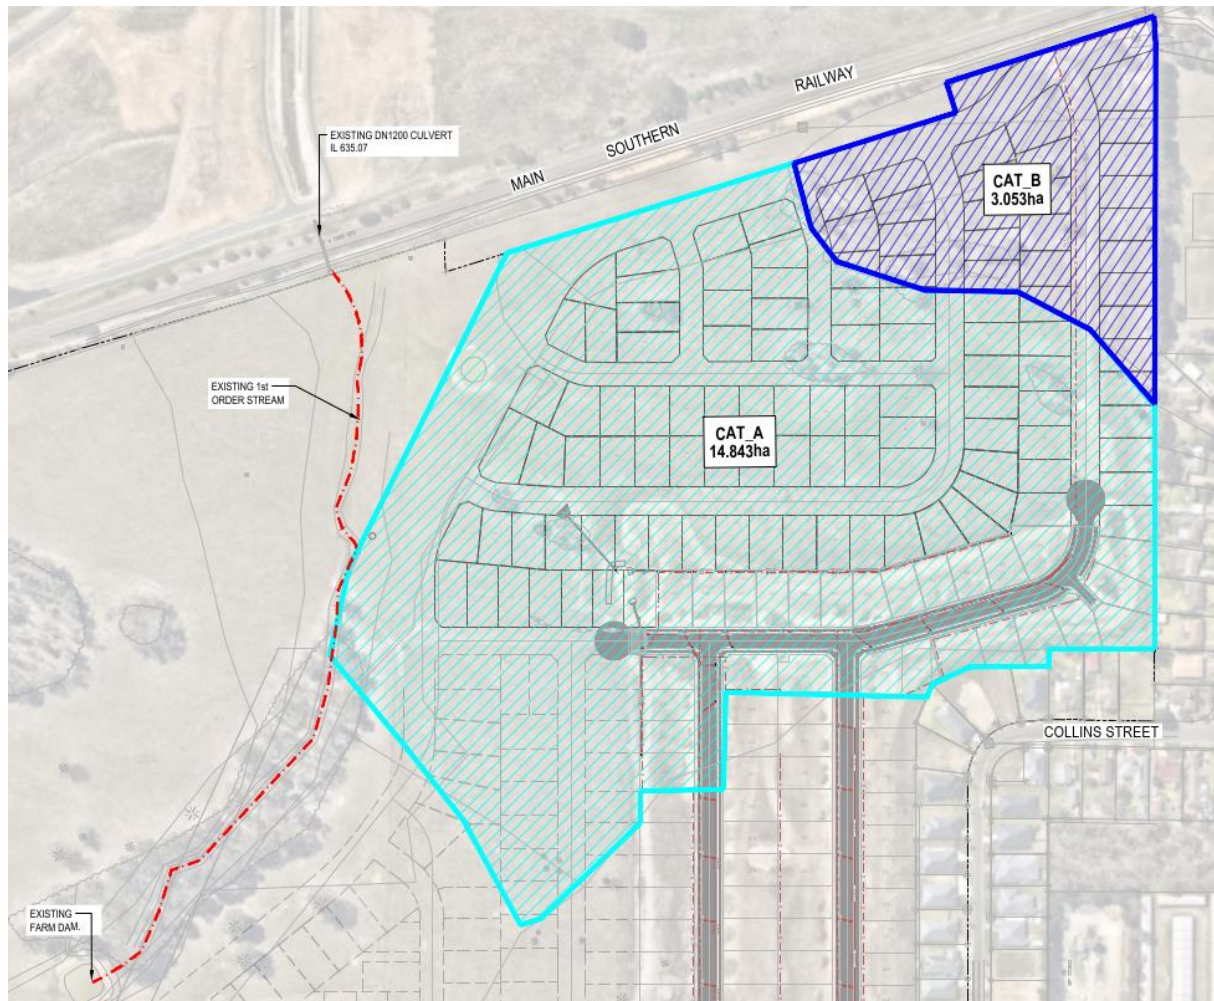 RAILWAY
SOUTHERN
MAIN
EXISTING DN1200 CULVERT
IL 635.07
CAT_B
3.053ha
EXISTING 1st
ORDER STREAM
CAT_A
14.843ha
COLLINS STREET
EXISTING
FARM DAM.